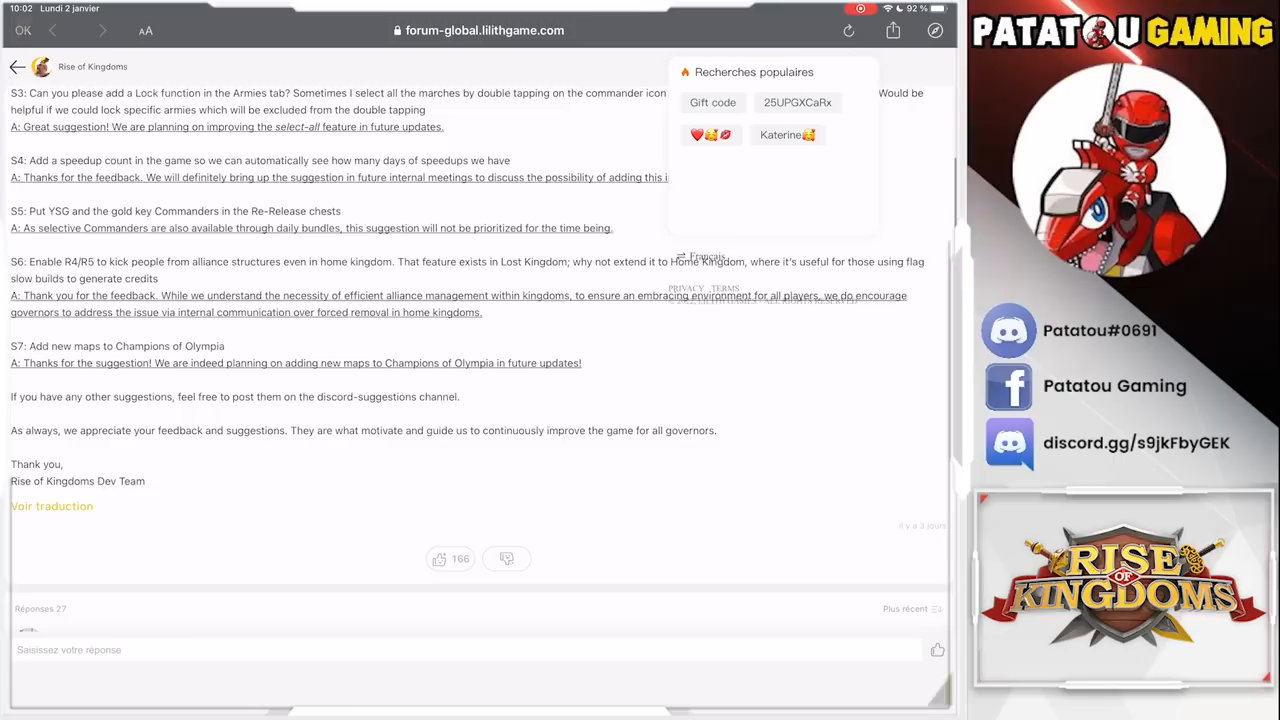 10:02 Lundi 2 janvier
92 %
OK
AA
forum-global.lilithgame.com
Rise of Kingdoms
S3: Can you please add a Lock function in the Armies tab? Sometimes I select all the marches by double tapping on the commander icon
Would be
helpful if we could lock specific armies which will be excluded from the double tapping
A: Great suggestion! We are planning on improving the select-all feature in future updates.
S4: Add a speedup count in the game so we can automatically see how many days of speedups we have
A: Thanks for the feedback. We will definitely bring up the suggestion in future internal meetings to discuss the possibility of adding this
S5: Put YSG and the gold key Commanders in the Re-Release chests
A: As selective Commanders are also available through daily bundles, this suggestion will not be prioritized for the time being.
S6: Enable R4/R5 to kick people from alliance structures even in home kingdom. That feature exists in Lost Kingdom; why not extend it to Home Kingdom, where it's useful for those using flag
slow builds to generate credits
A: Thank you for the feedback. While we understand the necessity of efficient alliance management within kingdoms, to ensure an embracing environment for all players, we do encourage
governors to address the issue via internal communication over forced removal in home kingdoms.
S7: Add new maps to Champions of Olympia
A: Thanks for the suggestion! We are indeed planning on adding new maps to Champions of Olympia in future updates!
If you have any other suggestions, feel free to post them on the discord-suggestions channel.
As always, we appreciate your feedback and suggestions. They are what motivate and guide us to continuously improve the game for all governors.
Thank you,
Rise of Kingdoms Dev Team
Voir traduction
il y a 3 jours
166
Réponses 27
Plus récent
Saisissez votre réponse
Recherches populaires
Gift code
25UPGXCaRx
Katerine
Français
PRIVACY
TERMS
© 2022, LILITH GAMES - ALL RIGHTS RESERVED
PATATOU GAMING
Patatou#0691
Patatou Gaming
discord.gg/s9jkFbyGEK
RISE
OF
KINGDOMS